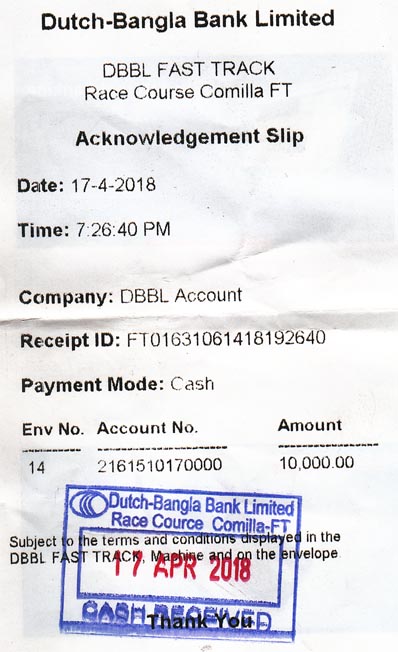 Dutch-Bangla Bank Limited
DBBL FAST TRACK
Race Course Comilla FT
Acknowledgement Slip
Date: 17-4-2018
Time: 7:26:40 PM
Company: DBBL Account
Receipt ID: FT01631061418192640
Payment Mode: Cash
Env No. Account No. Amount
14 2161510170000 10,000.00
Dutch-Bangla Bank Limited
Race Cource Comilla-FT
Subject to the terms and conditions displayed in the
DBBL FAST TRACK, Machine and on the envelope.
17 APR 2018
CASH RECEIVED
Thank You